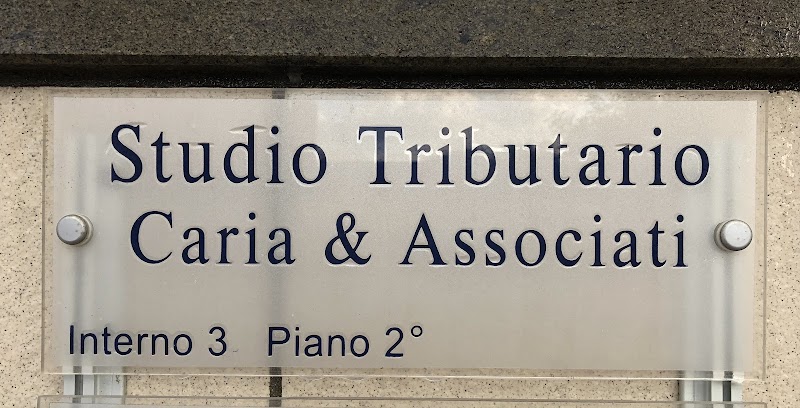 Studio Tributario
Caria & Associati
Interno 3 Piano 2°